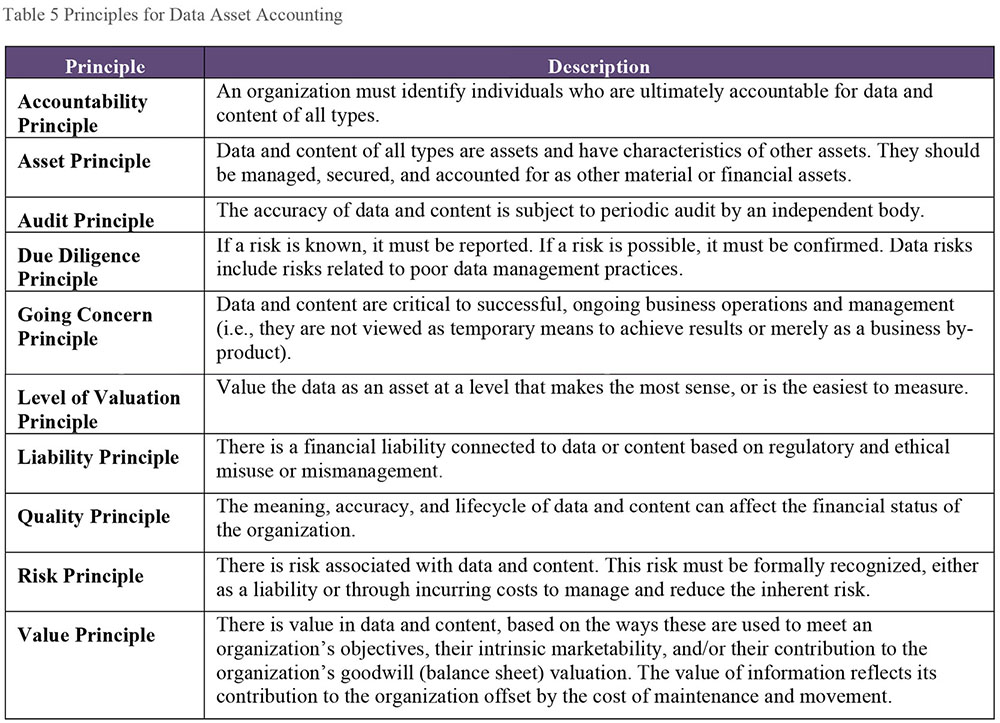 Table 5 Principles for Data Asset Accounting
Principle Description
Accountability
Principle
An organization must identify individuals who are ultimately accountable for data and
content of all types.
Asset Principle
Data and content of all types are assets and have characteristics of other assets. They should
be managed, secured, and accounted for as other material or financial assets.
Audit Principle
The accuracy of data and content is subject to periodic audit by an independent body.
Due Diligence
Principle
If a risk is known, it must be reported. If a risk is possible, it must be confirmed. Data risks
include risks related to poor data management practices.
Going Concern
Principle
Data and content are critical to successful, ongoing business operations and management
(i.e., they are not viewed as temporary means to achieve results or merely as a business by-
product).
Level of Valuation
Principle
Value the data as an asset at a level that makes the most sense, or is the easiest to measure.
Liability Principle
There is a financial liability connected to data or content based on regulatory and ethical
misuse or mismanagement.
Quality Principle
The meaning, accuracy, and lifecycle of data and content can affect the financial status of
the organization.
Risk Principle
There is risk associated with data and content. This risk must be formally recognized, either
as a liability or through incurring costs to manage and reduce the inherent risk.
Value Principle
There is value in data and content, based on the ways these are used to meet an
organization's objectives, their intrinsic marketability, and/or their contribution to the
organization's goodwill (balance sheet) valuation. The value of information reflects its
contribution to the organization offset by the cost of maintenance and movement.